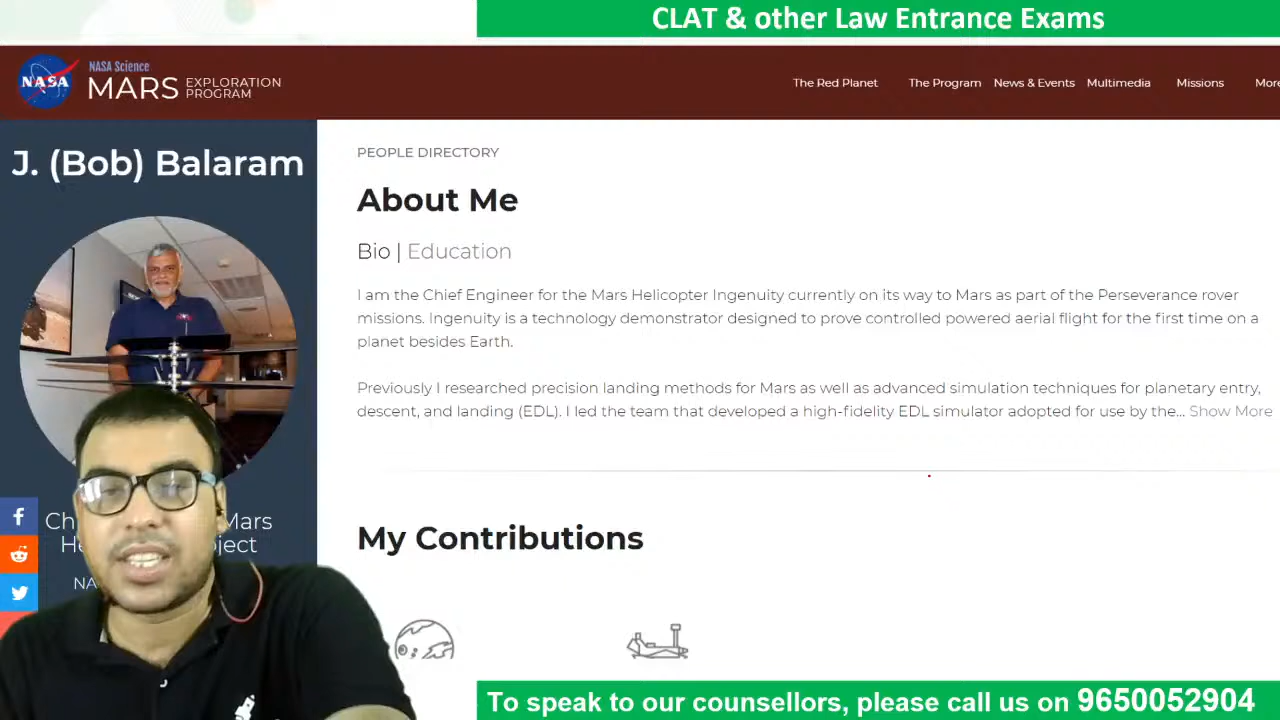 CLAT & other Law Entrance Exams
NASA
NASA Science
MARS EXPLORATION PROGRAM
The Red Planet The Program News & Events Multimedia Missions More
J. (Bob) Balaram
PEOPLE DIRECTORY
About Me
Bio | Education
I am the Chief Engineer for the Mars Helicopter Ingenuity currently on its way to Mars as part of the Perseverance rover
missions. Ingenuity is a technology demonstrator designed to prove controlled powered aerial flight for the first time on a
planet besides Earth.
Previously I researched precision landing methods for Mars as well as advanced simulation techniques for planetary entry,
descent, and landing (EDL). I led the team that developed a high-fidelity EDL simulator adopted for use by the... Show More
Mars
My Contributions
To speak to our counsellors, please call us on 9650052904